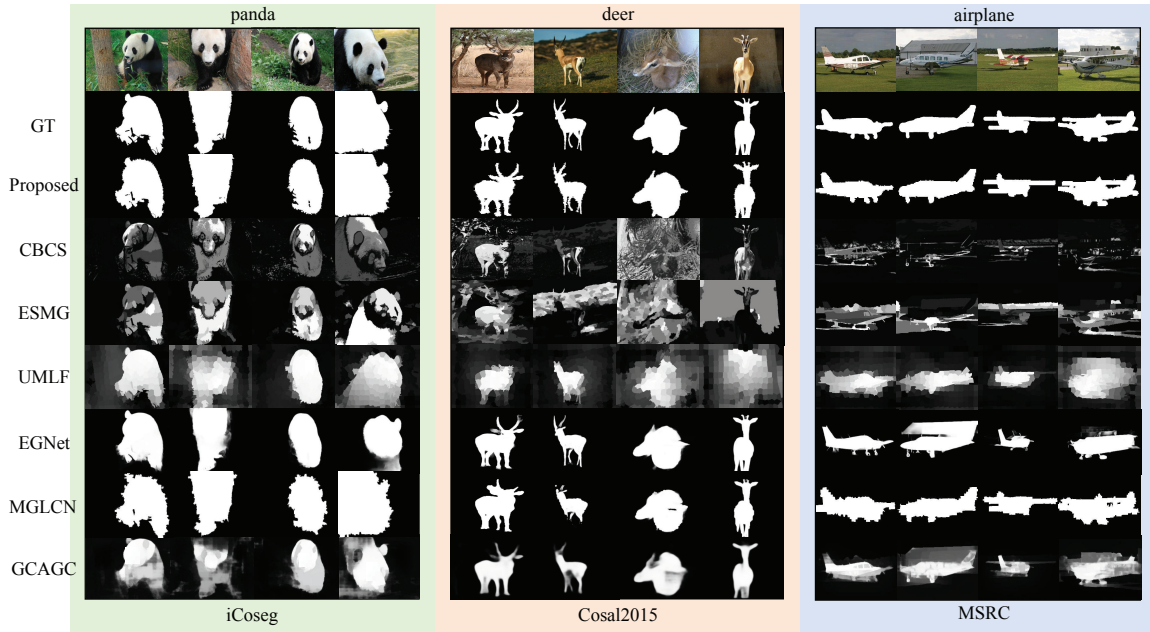 panda deer airplane
GT
Proposed
CBCS
ESMG
UMLF
EGNet
MGLCN
GCAGC
iCoseg Cosal2015 MSRC